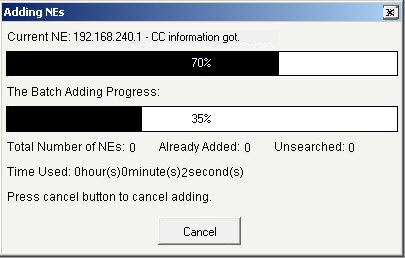 Adding NEs
Current NE: 192.168.240.1 - CC information got.
70%
The Batch Adding Progress:
35%
Total Number of NEs: 0 Already Added: 0 Unsearched: 0
Time Used: 0hour(s)0minute(s)2second(s)
Press cancel button to cancel adding.
Cancel